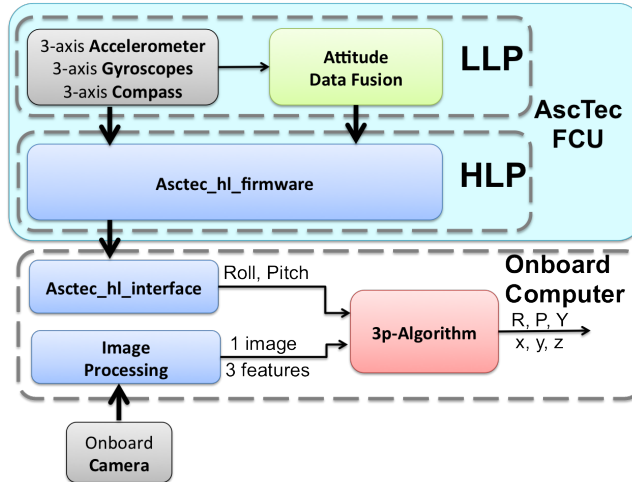 3-axis Accelerometer
3-axis Gyroscopes
3-axis Compass
Attitude
Data Fusion
LLP
AscTec
FCU
Asctec_hl_firmware
HLP
Asctec_hl_interface
Roll, Pitch
Onboard
Computer
3p-Algorithm
R, P, Y
x, y, z
Image
Processing
1 image
3 features
Onboard
Camera